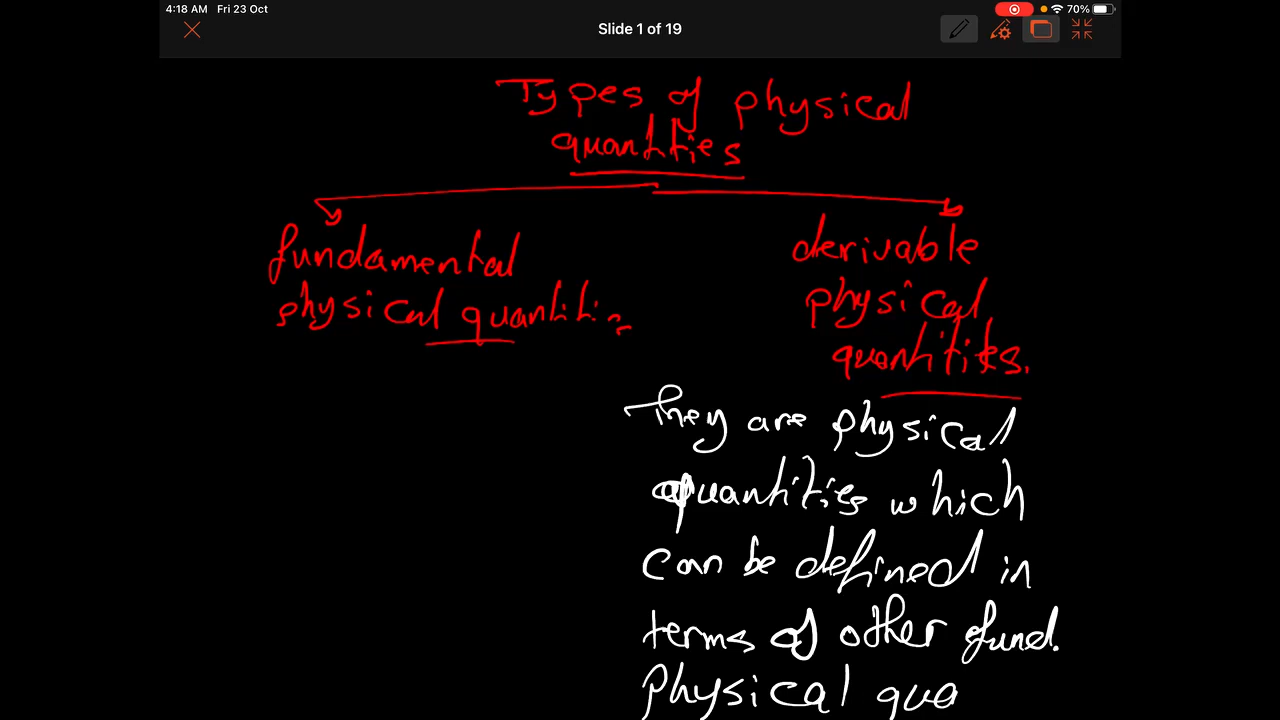 4:18 AM Fri 23 Oct
70%
Slide 1 of 19
Types of physical
quantities
fundamental
physical quantities
derivable
physical
quantities.
They are physical
quantities which
can be defined in
terms of other fund.
physical qua